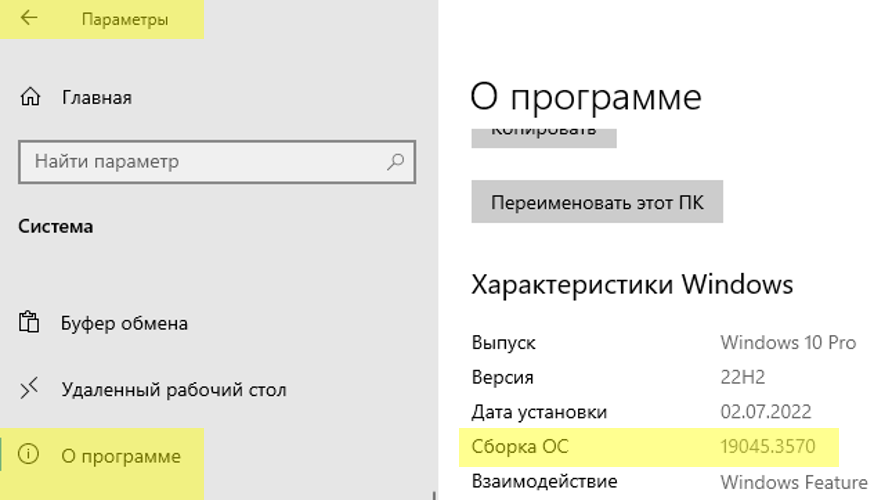 Параметры
Главная
Найти параметр
Система
Буфер обмена
Удаленный рабочий стол
О программе
О программе
Копировать
Переименовать этот ПК
Характеристики Windows
Выпуск Windows 10 Pro
Версия 22H2
Дата установки 02.07.2022
Сборка ОС 19045.3570
Взаимодействие Windows Feature